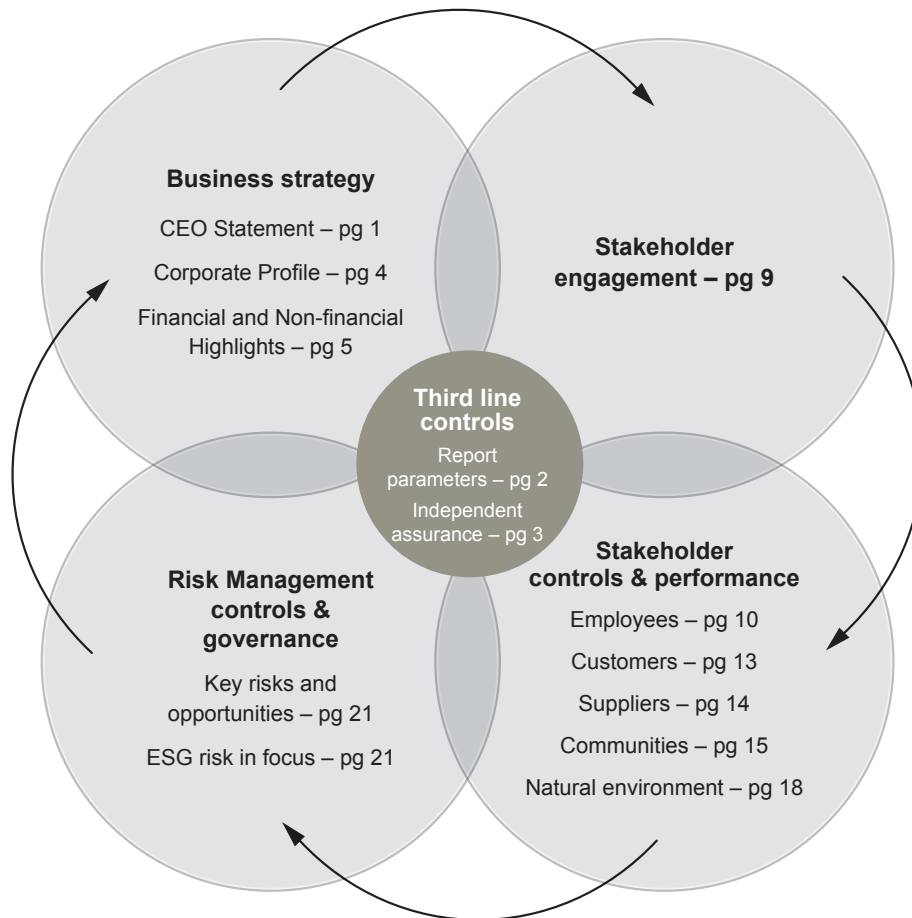 Business strategy
CEO Statement – pg 1
Corporate Profile – pg 4
Financial and Non-financial
Highlights – pg 5
Stakeholder
engagement – pg 9
Third line
controls
Report
parameters – pg 2
Independent
assurance – pg 3
Risk Management
controls &
governance
Key risks and
opportunities – pg 21
ESG risk in focus – pg 21
Stakeholder
controls & performance
Employees – pg 10
Customers – pg 13
Suppliers – pg 14
Communities – pg 15
Natural environment – pg 18